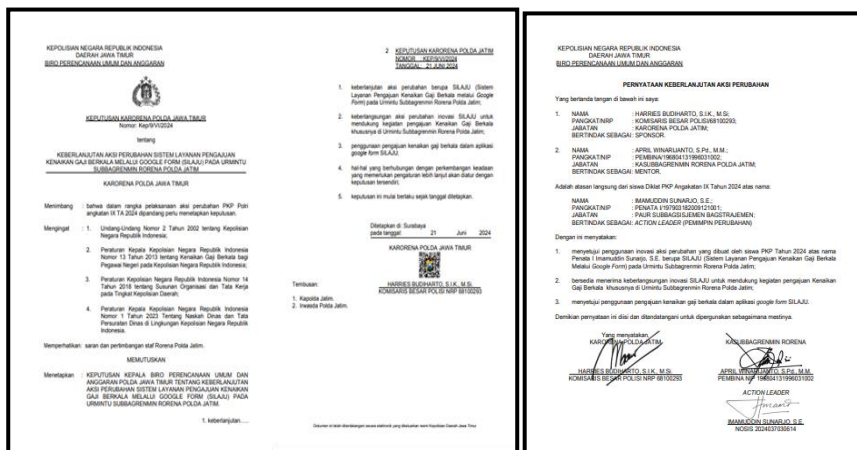 KEPOLISIAN NEGARA REPUBLIK INDONESIA
DAERAH JAWA TIMUR
BIRO PERENCANAAN UMUM DAN ANGGARAN
KEPUTUSAN KARORENA POLDA JATIM
Nomor: Kep/9/VI/2024
tentang
KEBERLANJUTAN AKSI PERUBAHAN SISTEM LAYANAN PENGAJUAN
KENAIKAN GAJI BERKALA MELALUI GOOGLE FORM (SILAJU) PADA URMINTU
SUBBAGRENMIN RORENA POLDA JATIM
KARORENA POLDA JAWA TIMUR
Menimbang : bahwa dalam rangka pelaksanaan aksi perubahan PKP Polri
angkatan IX TA 2024 dipandang perlu menetapkan keputusan.
Mengingat : 1. Undang-Undang Nomor 2 Tahun 2002 tentang Kepolisian
Negara Republik Indonesia;
2. Peraturan Kepala Kepolisian Negara Republik Indonesia
Nomor 13 Tahun 2013 tentang Kenaikan Gaji Berkala bagi
Pegawai Negeri pada Kepolisian Negara Republik Indonesia;
3. Peraturan Kepolisian Negara Republik Indonesia Nomor 14
Tahun 2018 tentang Susunan Organisasi dan Tata Kerja
pada Tingkat Kepolisian Daerah;
4. Peraturan Kepala Kepolisian Negara Republik Indonesia
Nomor 1 Tahun 2023 Tentang Naskah Dinas dan Tata
Persuratan Dinas di Lingkungan Kepolisian Negara Republik
Indonesia.
Memperhatikan: saran dan pertimbangan staf Rorena Polda Jatim.
MEMUTUSKAN
Menetapkan : KEPUTUSAN KEPALA BIRO PERENCANAAN UMUM DAN
ANGGARAN POLDA JAWA TIMUR TENTANG KEBERLANJUTAN
AKSI PERUBAHAN SISTEM LAYANAN PENGAJUAN KENAIKAN
GAJI BERKALA MELALUI GOOGLE FORM (SILAJU) PADA
URMINTU SUBBAGRENMIN RORENA POLDA JATIM.
1. keberlanjutan.....
2 KEPUTUSAN KARORENA POLDA JATIM
NOMOR : KEP/9/VI/2024
TANGGAL: 21 JUNI 2024
1. keberlanjutan aksi perubahan berupa SILAJU (Sistem
Layanan Pengajuan Kenaikan Gaji Berkala melalui Google
Form) pada Urmintu Subbagrenmin Rorena Polda Jatim;
2. keberlangsungan aksi perubahan inovasi SILAJU untuk
mendukung kegiatan pengajuan Kenaikan Gaji Berkala
khususnya di Urmintu Subbagrenmin Rorena Polda Jatim;
3. penggunaan pengajuan kenaikan gaji berkala dalam aplikasi
google form SILAJU.
4. hal-hal yang berhubungan dengan perkembangan keadaan
yang memerlukan pengaturan lebih lanjut akan diatur dengan
keputusan tersendiri.
5. keputusan ini mulai berlaku sejak tanggal ditetapkan.
Ditetapkan di: Surabaya
pada tanggal: 21 Juni 2024
KARORENA POLDA JAWA TIMUR
HARRIES BUDIHARTO, S.I.K., M.Si.
KOMISARIS BESAR POLISI NRP 68100293
Tembusan:
1. Kapolda Jatim.
2. Irwasda Polda Jatim.
Dokumen ini telah ditandatangani secara elektronik yang dikeluarkan oleh Kepolisian Daerah Jawa Timur
KEPOLISIAN NEGARA REPUBLIK INDONESIA
DAERAH JAWA TIMUR
BIRO PERENCANAAN UMUM DAN ANGGARAN
PERNYATAAN KEBERLANJUTAN AKSI PERUBAHAN
Yang bertanda tangan di bawah ini saya:
1. NAMA : HARRIES BUDIHARTO, S.I.K., M.Si;
PANGKAT/NRP : KOMISARIS BESAR POLISI/68100293;
JABATAN : KARORENA POLDA JATIM;
BERTINDAK SEBAGAI : SPONSOR.
2. NAMA : APRIL WINARJANTO, S.Pd., M.M.;
PANGKAT/NIP : PEMBINA/196804131996031002;
JABATAN : KASUBBAGRENMIN RORENA POLDA JATIM;
BERTINDAK SEBAGAI: MENTOR.
Adalah atasan langsung dari siswa Diklat PKP Angkatan IX Tahun 2024 atas nama:
NAMA : IMAMUDDIN SUNARJO, S.E.;
PANGKAT/NIP : PENATA I/197903182009121001;
JABATAN : PAUR SUBBAGSISJEMEN BAGSTRAJEMEN;
BERTINDAK SEBAGAI: ACTION LEADER (PEMIMPIN PERUBAHAN)
Dengan ini menyatakan:
1. menyetujui penggunaan inovasi aksi perubahan yang dibuat oleh siswa PKP Tahun 2024 atas nama
Penata I Imamuddin Sunarjo, S.E. berupa SILAJU (Sistem Layanan Pengajuan Kenaikan Gaji Berkala
Melalui Google Form) pada Urmintu Subbagrenmin Rorena Polda Jatim;
2. bersedia menerima keberlangsungan inovasi SILAJU untuk mendukung kegiatan pengajuan Kenaikan
Gaji Berkala khususnya di Urmintu Subbagrenmin Rorena Polda Jatim;
3. menyetujui penggunaan pengajuan kenaikan gaji berkala dalam aplikasi google form SILAJU.
Demikian pernyataan ini diisi dan ditandatangani untuk dipergunakan sebagaimana mestinya.
Yang menyatakan,
KARORENA POLDA JATIM
HARRIES BUDIHARTO, S.I.K., M.Si.
KOMISARIS BESAR POLISI NRP 68100293
KASUBBAGRENMIN RORENA
APRIL WINARJANTO, S.Pd., M.M.
PEMBINA NIP 196804131996031002
ACTION LEADER
IMAMUDDIN SUNARJO, S.E.
NOSIS 2024037030614